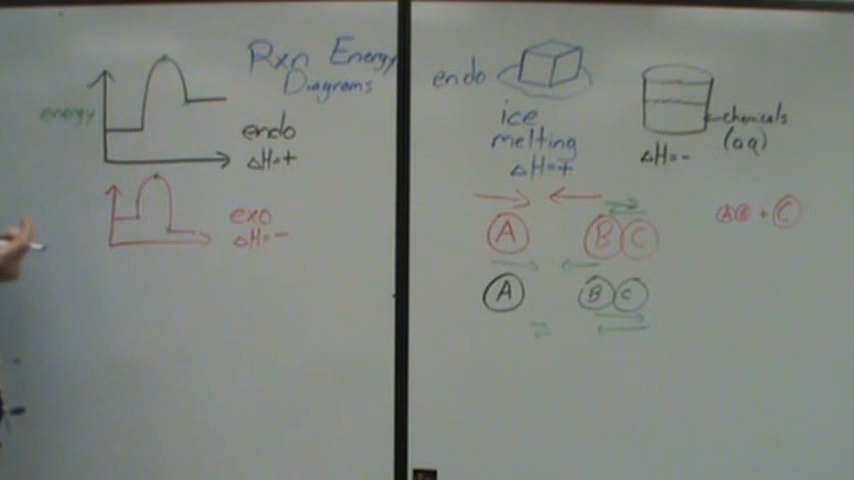 Rxn Energy
Diagrams
energy
endo
ΔH=+
exo
ΔH=-
endo
ice
melting
ΔH=+
chemicals
(aq)
ΔH=-
A
B C
AB + C
A
B C